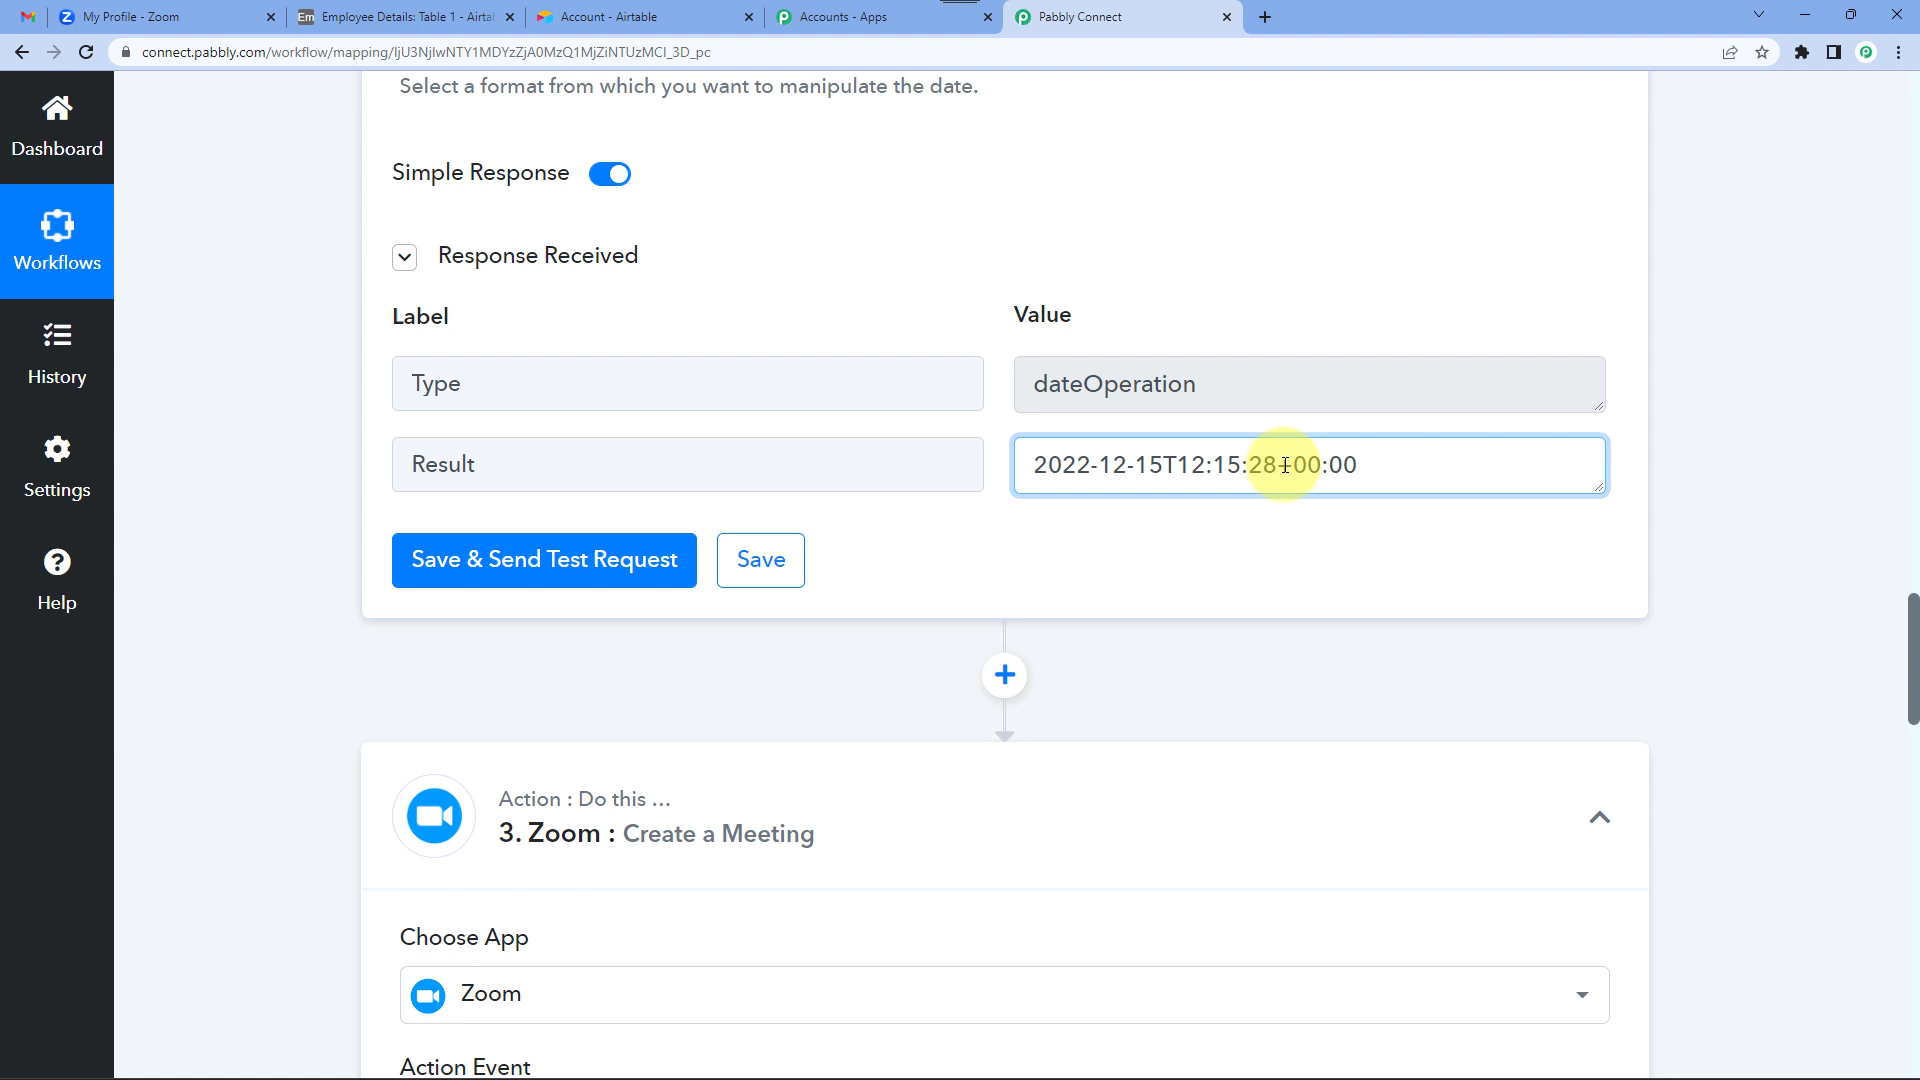 My Profile - Zoom
Employee Details: Table 1 - Airtab
Account - Airtable
Accounts - Apps
Pabbly Connect
connect.pabbly.com/workflow/mapping/IjU3NjIwNTY1MDYzZjA0MzQ1MjZiNTUzMCI_3D_pc
Dashboard
Workflows
History
Settings
Help
Select a format from which you want to manipulate the date.
Simple Response
Response Received
Label
Value
Type
dateOperation
Result
2022-12-15T12:15:28+00:00
Save & Send Test Request
Save
Action : Do this ...
3. Zoom : Create a Meeting
Choose App
Zoom
Action Event